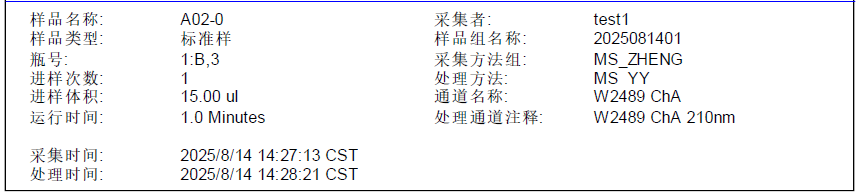 样品名称: A02-0 采集者: test1
样品类型: 标准样 样品组名称: 2025081401
瓶号: 1:B,3 采集方法组: MS_ZHENG
进样次数: 1 处理方法: MS_YY
进样体积: 15.00 ul 通道名称: W2489 ChA
运行时间: 1.0 Minutes 处理通道注释: W2489 ChA 210nm
采集时间: 2025/8/14 14:27:13 CST
处理时间: 2025/8/14 14:28:21 CST